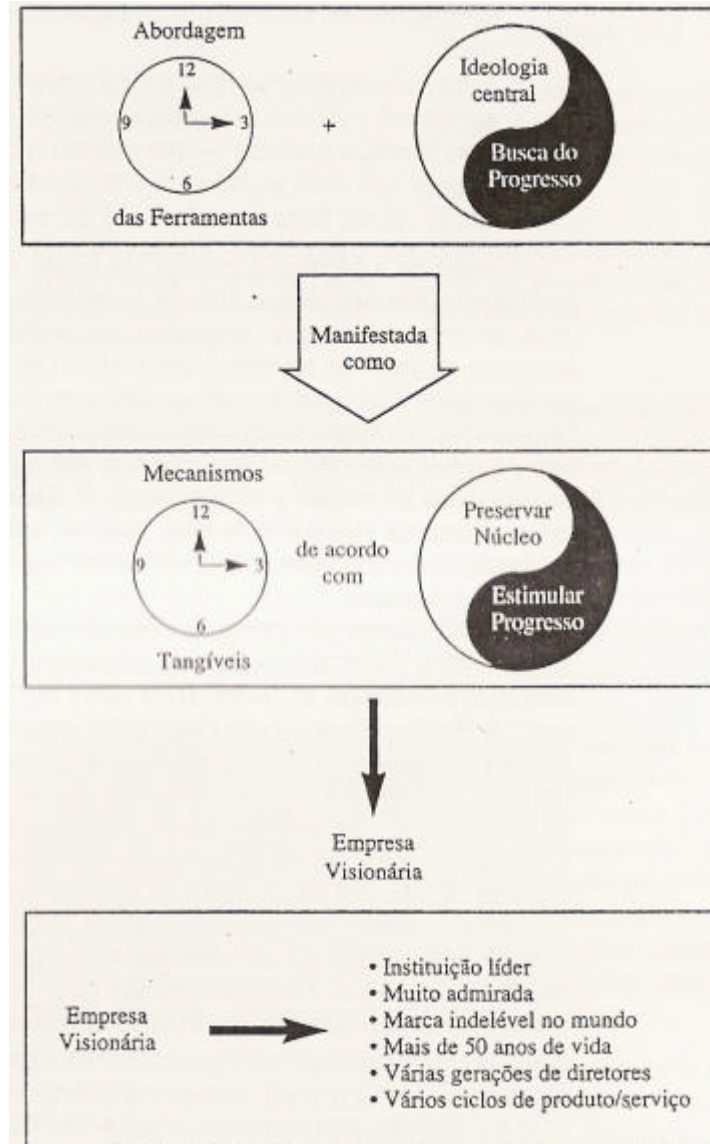 Abordagem
12
9
3
6
das Ferramentas
+
Ideologia
central
Busca do
Progresso
Manifestada
como
Mecanismos
12
9
3
6
Tangíveis
de acordo
com
Preservar
Núcleo
Estimular
Progresso
Empresa
Visionária
Empresa
Visionária
• Instituição líder
• Muito admirada
• Marca indelével no mundo
• Mais de 50 anos de vida
• Várias gerações de diretores
• Vários ciclos de produto/serviço